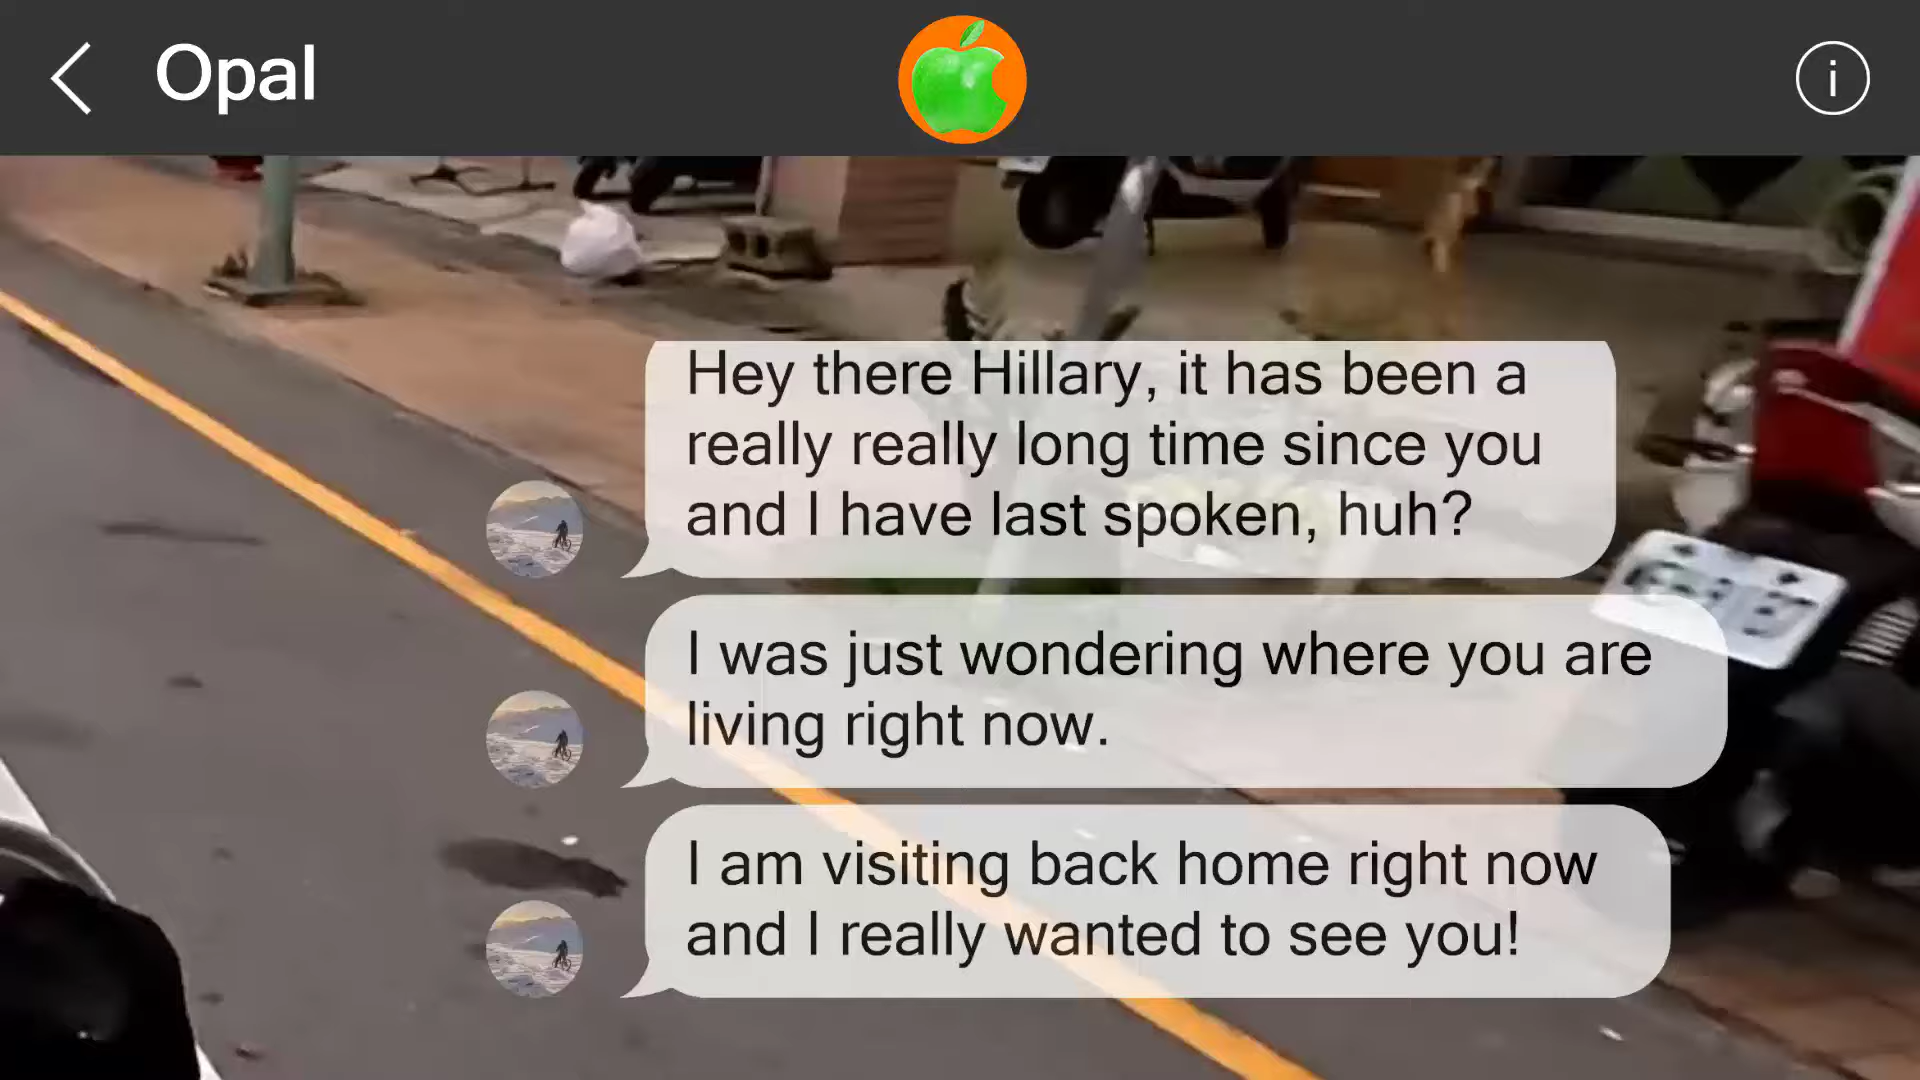 Opal
i
Hey there Hillary, it has been a
really really long time since you
and I have last spoken, huh?
I was just wondering where you are
living right now.
I am visiting back home right now
and I really wanted to see you!